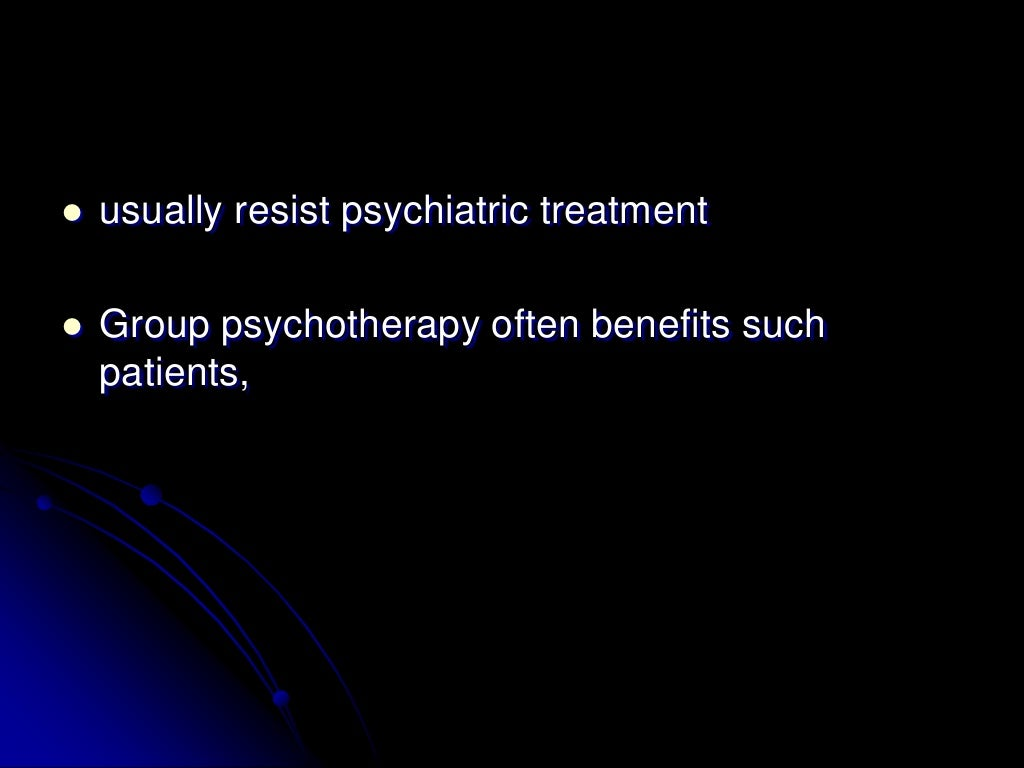 usually resist psychiatric treatment
Group psychotherapy often benefits such
patients,